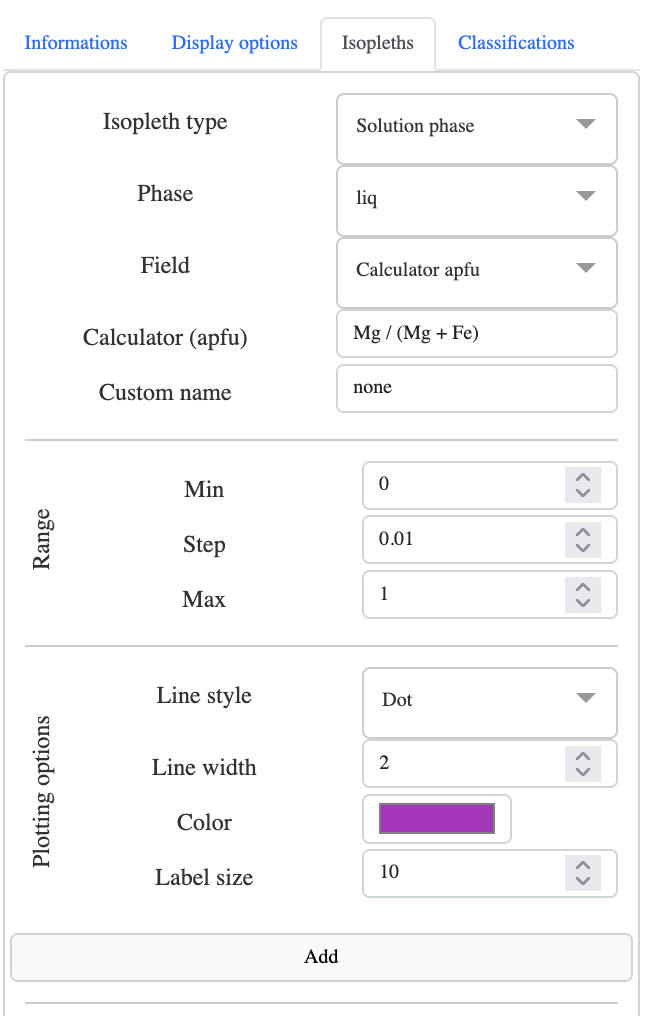 Informations Display options Isopleths Classifications
Isopleth type Solution phase
Phase liq
Field Calculator apfu
Calculator (apfu) Mg / (Mg + Fe)
Custom name none
Range
Min 0
Step 0.01
Max 1
Plotting options
Line style Dot
Line width 2
Color
Label size 10
Add